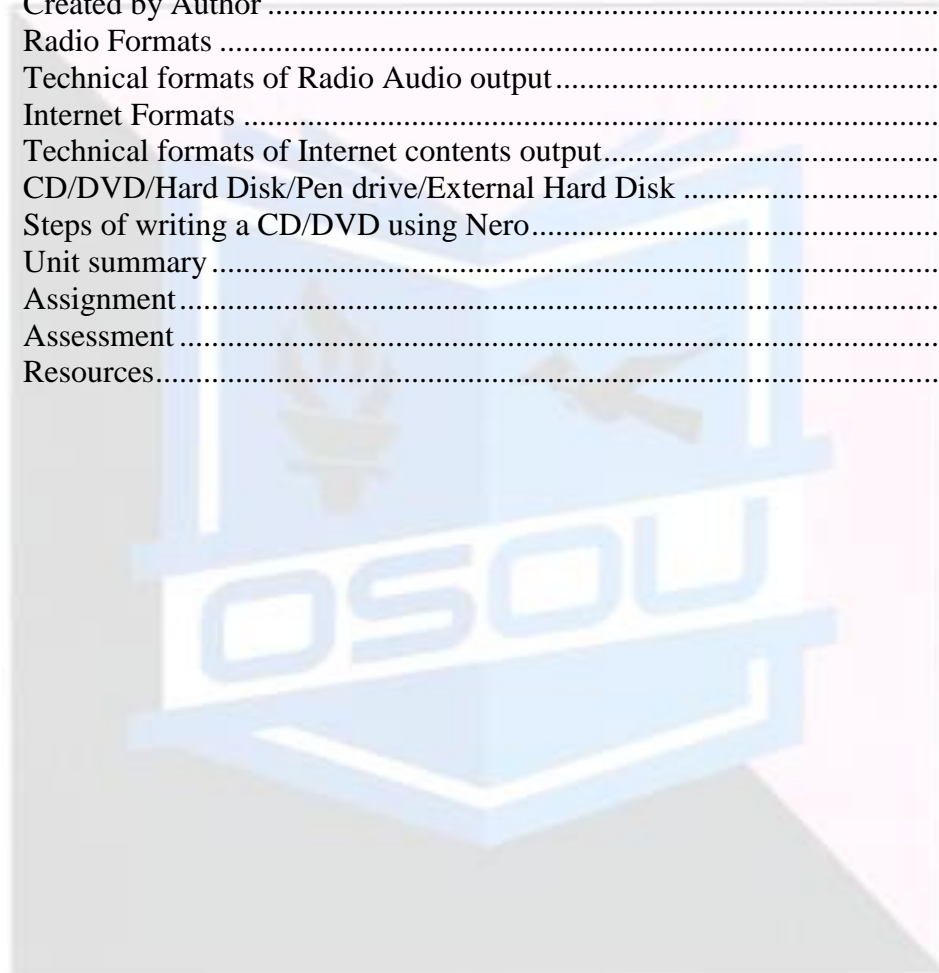 Created by Author ........................................................................................
Radio Formats ...............................................................................................
Technical formats of Radio Audio output......................................................
Internet Formats ............................................................................................
Technical formats of Internet contents output...............................................
CD/DVD/Hard Disk/Pen drive/External Hard Disk ....................................
Steps of writing a CD/DVD using Nero.........................................................
Unit summary.................................................................................................
Assignment.....................................................................................................
Assessment .....................................................................................................
Resources........................................................................................................
OSOU